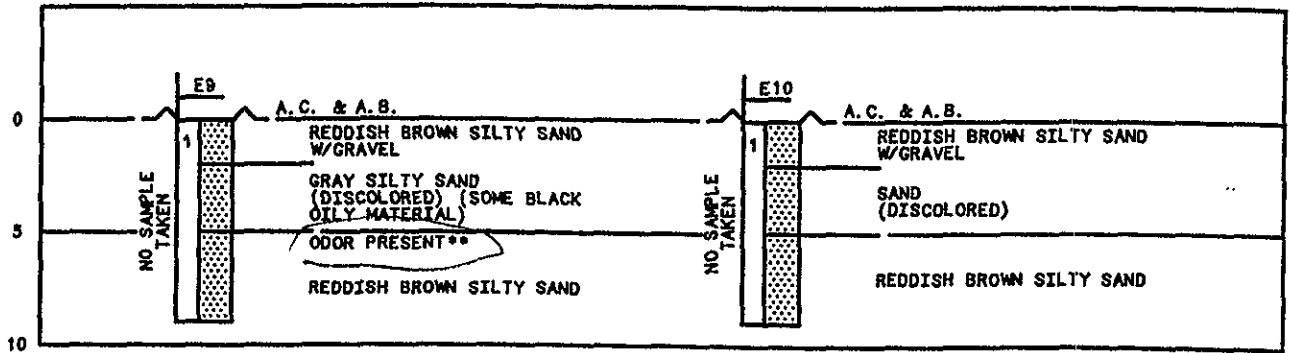 E9
A.C. & A.B.
0
1
REDDISH BROWN SILTY SAND
W/GRAVEL
NO SAMPLE
TAKEN
GRAY SILTY SAND
(DISCOLORED) (SOME BLACK
OILY MATERIAL)
5
ODOR PRESENT**
REDDISH BROWN SILTY SAND
10
E10
A.C. & A.B.
1
REDDISH BROWN SILTY SAND
W/GRAVEL
NO SAMPLE
TAKEN
SAND
(DISCOLORED)
REDDISH BROWN SILTY SAND